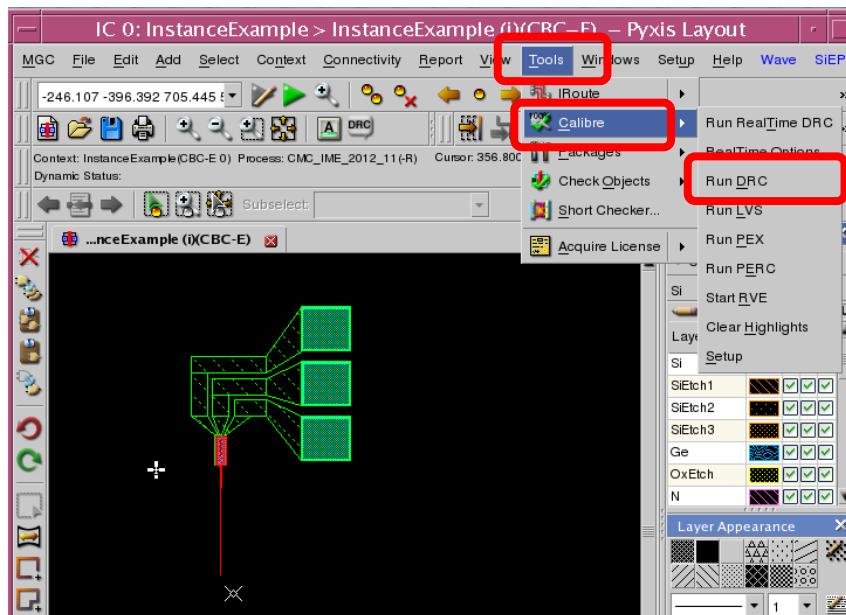 IC 0: InstanceExample > InstanceExample (i)(CBC-E) – Pyxis Layout
MGC File Edit Add Select Context Connectivity Report View Tools Windows Setup Help Wave SiEP
-246.107 -396.392 705.445
IRoute
Calibre
Packages
Check Objects
Short Checker...
Acquire License
Run RealTime DRC
RealTime Options
Run DRC
Run LVS
Run PEX
Run PERC
Start RVE
Clear Highlights
Setup
A DRC
Context: InstanceExample(CBC-E 0) Process: CMC_IME_2012_11(-R) Cursor: 356.800
Dynamic Status:
Subselect:
...nceExample (i)(CBC-E)
Si
Laye
Si
SiEtch1
SiEtch2
SiEtch3
Ge
OxEtch
N
Layer Appearance
1